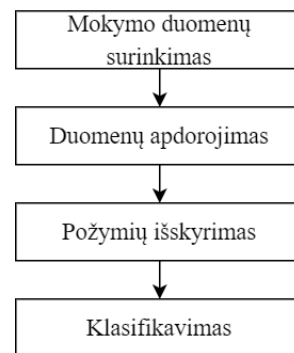 Mokymo duomenų
surinkimas
Duomenų apdorojimas
Požymių išskyrimas
Klasifikavimas